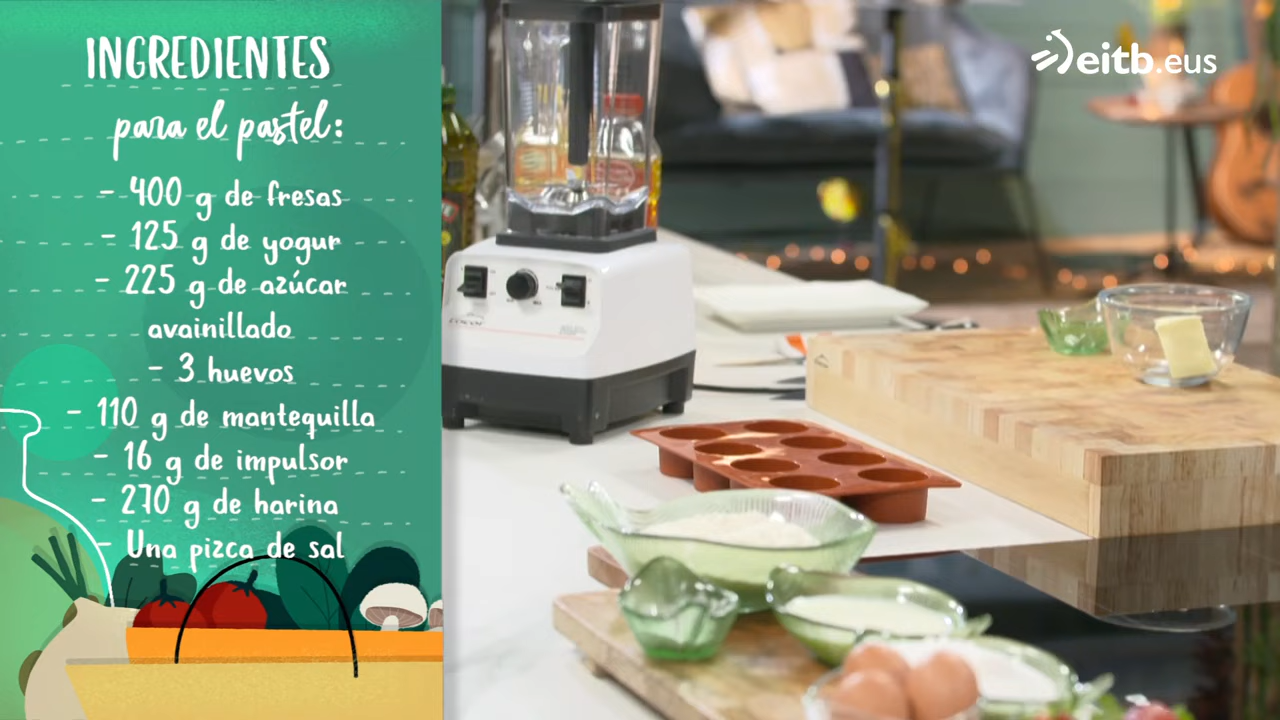 INGREDIENTES
para el pastel:
- 400 g de fresas
- 125 g de yogur
- 225 g de azúcar
avainillado
- 3 huevos
- 110 g de mantequilla
- 16 g de impulsor
- 270 g de harina
- Una pizca de sal
eitb.eus